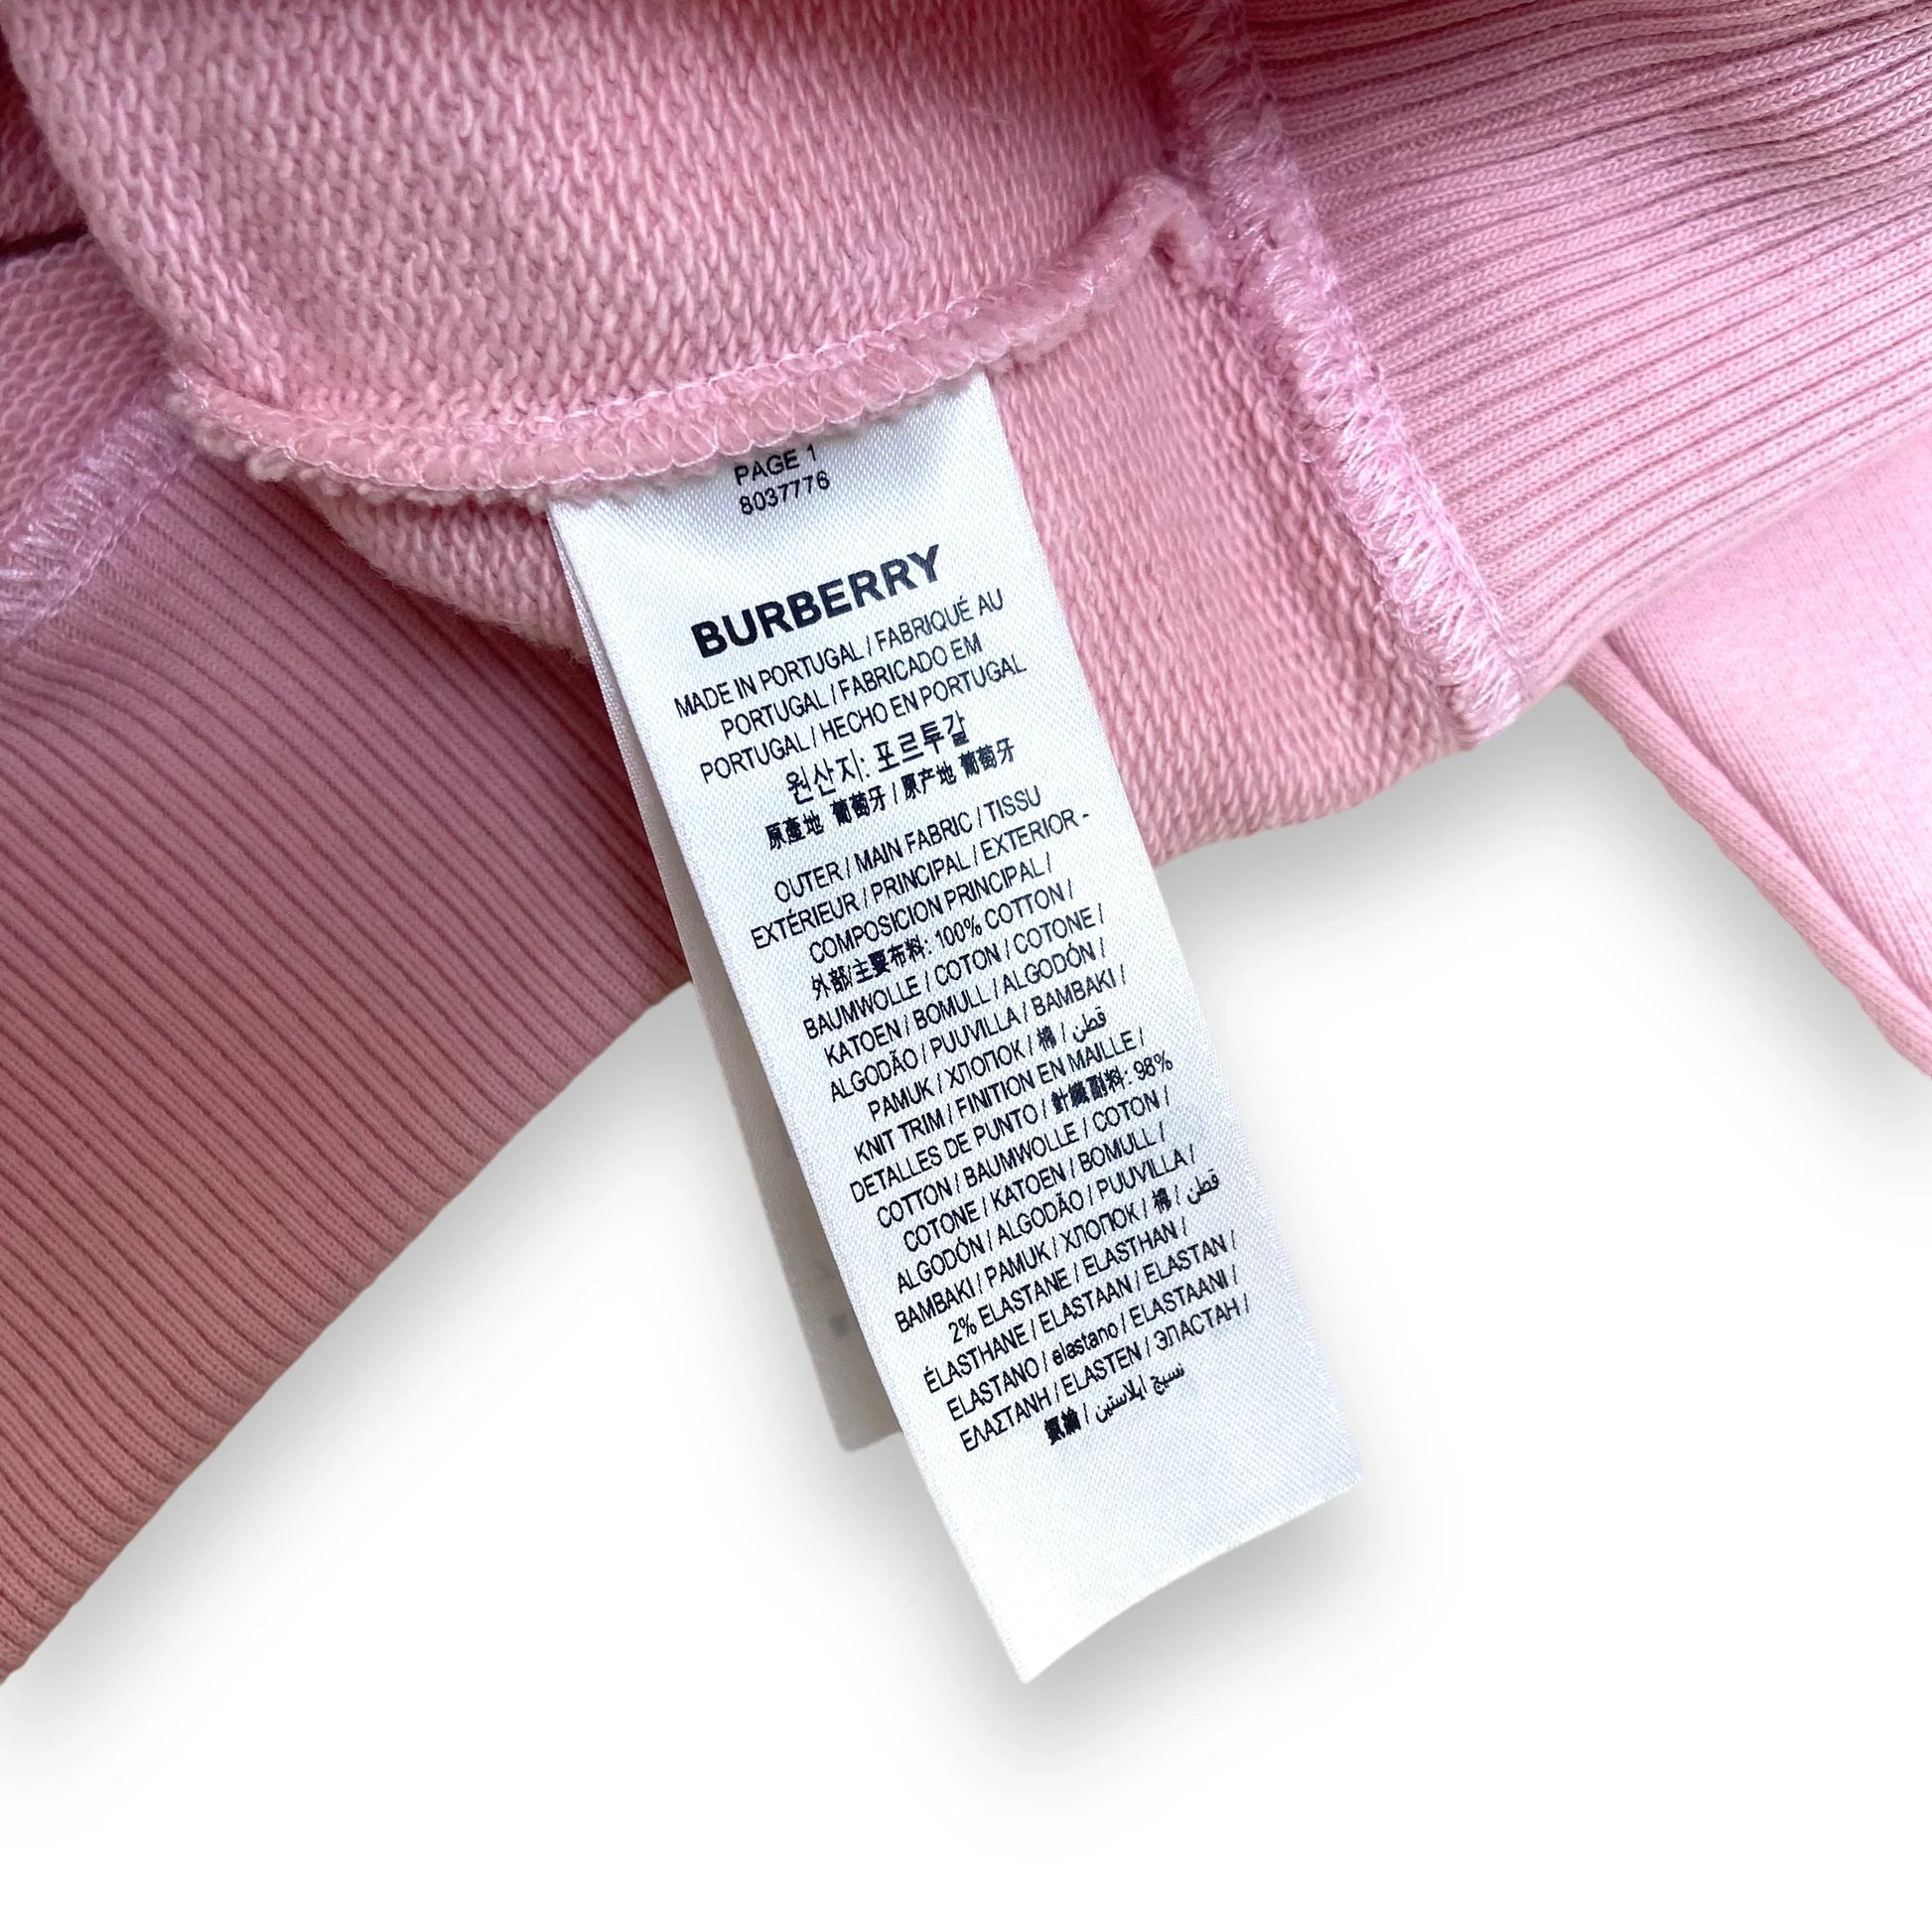 PAGE 1
8037776
BURBERRY
MADE IN PORTUGAL / FABRIQUÉ AU
PORTUGAL / FABRICADO EM
PORTUGAL / HECHO EN PORTUGAL
원산지: 포르투갈
原產地 葡萄牙 / 原产地 葡萄牙
OUTER / MAIN FABRIC / TISSU
EXTÉRIEUR / PRINCIPAL / EXTERIOR -
COMPOSICION PRINCIPAL /
外部/主要布料: 100% COTTON /
BAUMWOLLE / COTON / COTONE /
KATOEN / BOMULL / ALGODÓN /
ALGODÃO / PUUVILLA / BAMBAKI /
PAMUK / ХЛОПОК / 棉 / قطن
KNIT TRIM / FINITION EN MAILLE /
DETALLES DE PUNTO / 針織副料: 98%
COTTON / BAUMWOLLE / COTON /
COTONE / KATOEN / BOMULL /
ALGODÓN / ALGODÃO / PUUVILLA /
BAMBAKI / PAMUK / ХЛОПОК / 棉 / قطن
2% ELASTANE / ELASTHAN /
ÉLASTHANE / ELASTAAN / ELASTAN /
ELASTANO / elastano / ELASTAANI /
ΕΛΑΣΤΑΝΗ / ELASTEN / ЭЛАСТАН /
氨綸 / نسيج ايلاستين